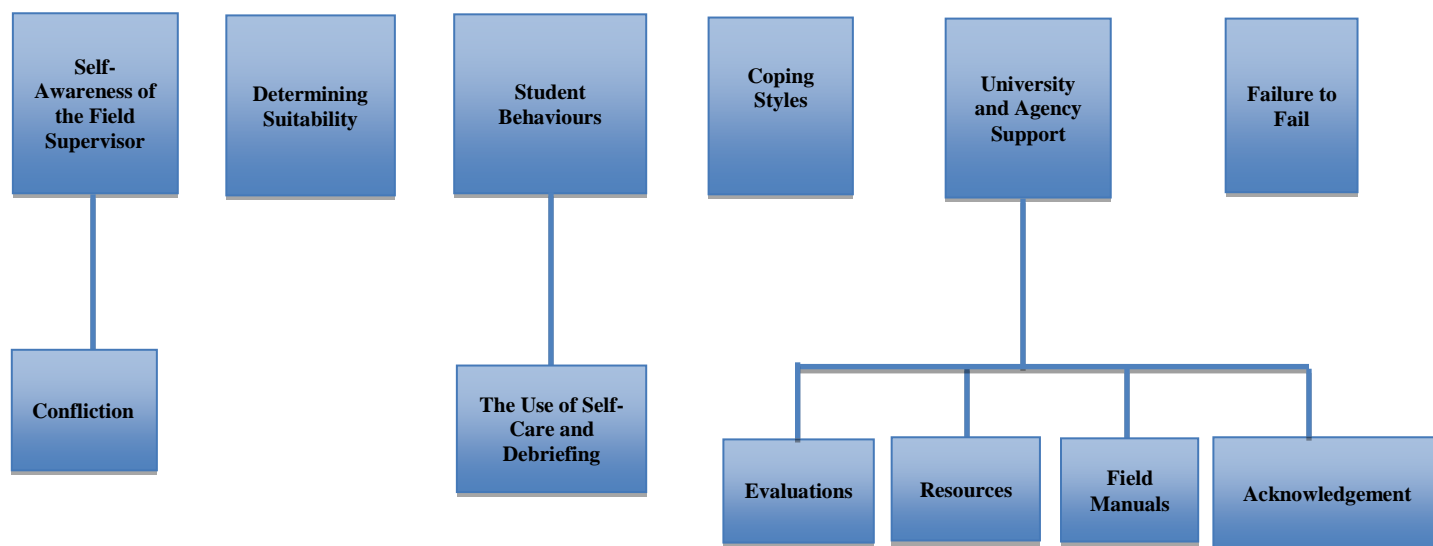 Self-
Awareness of
the Field
Supervisor
Determining
Suitability
Student
Behaviours
Coping
Styles
University
and Agency
Support
Failure to
Fail
Confliction
The Use of Self-
Care and
Debriefing
Evaluations
Resources
Field
Manuals
Acknowledgement